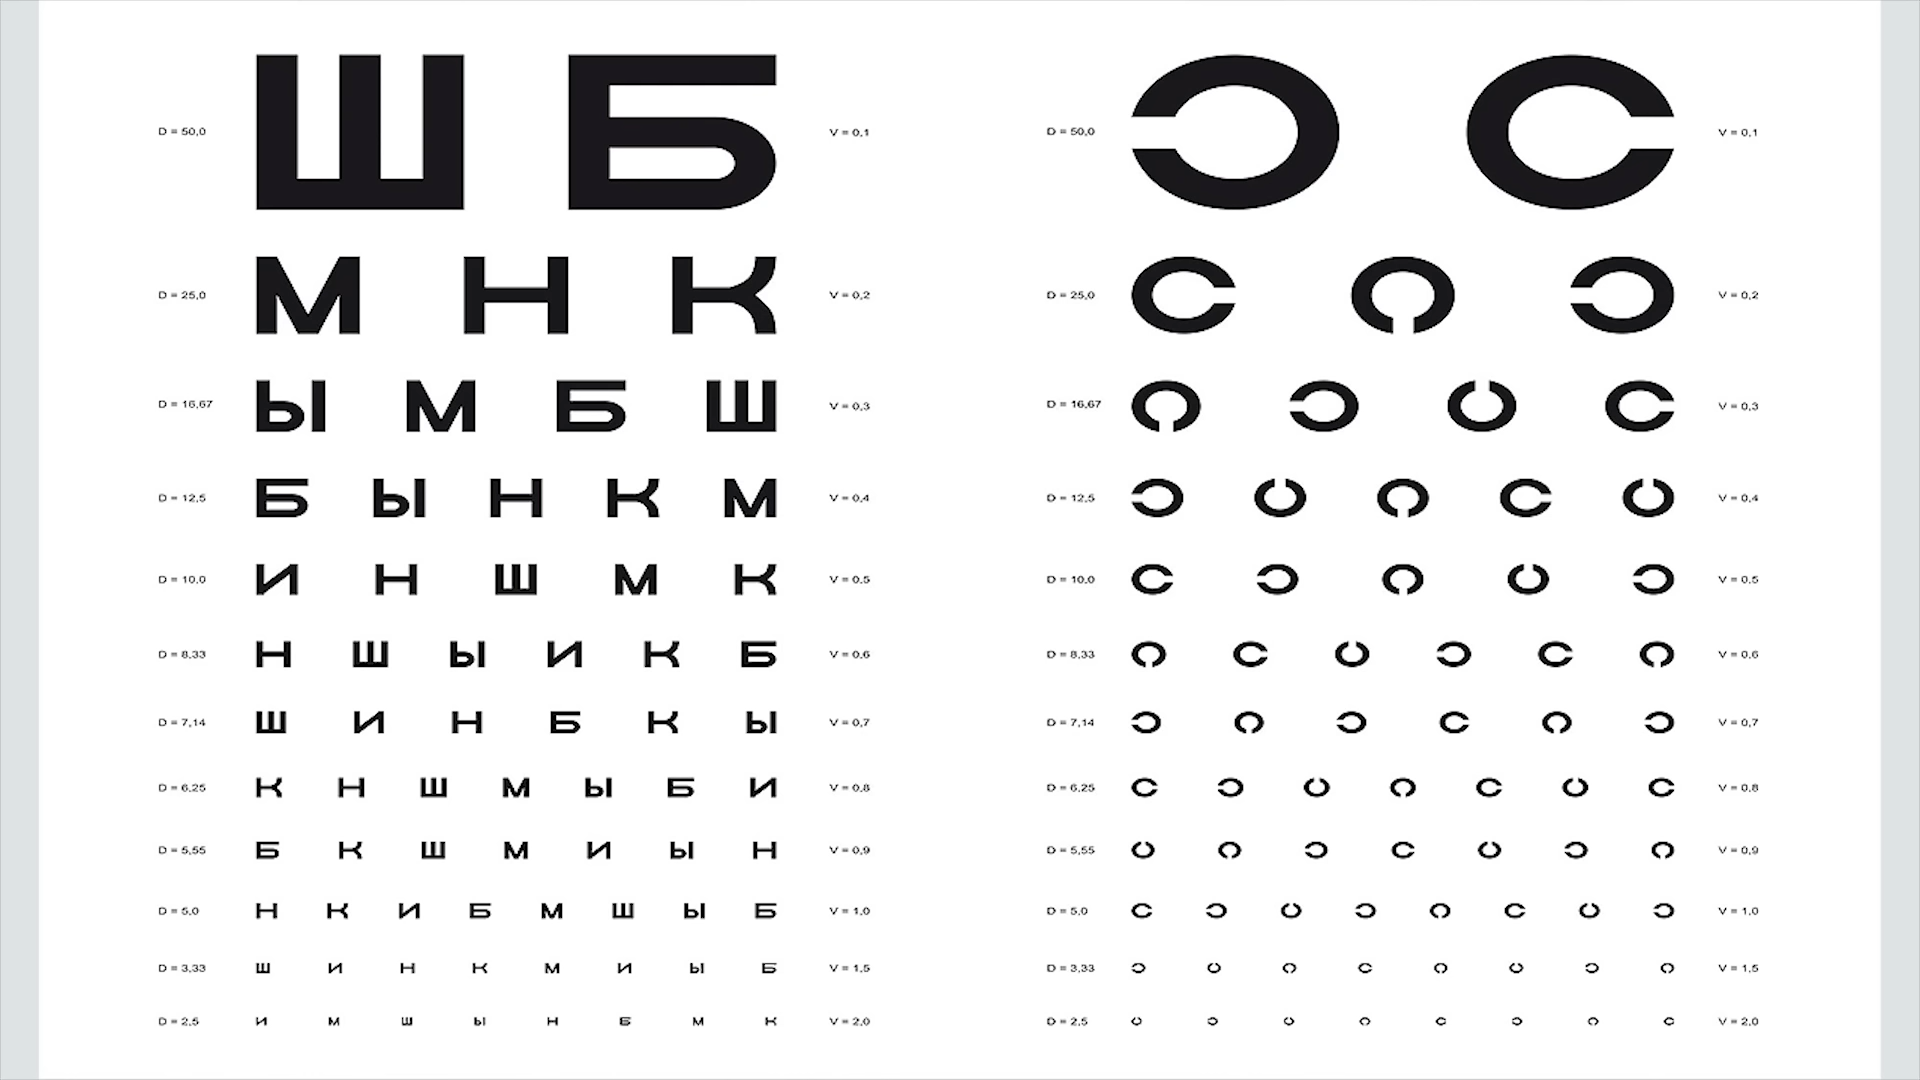 D = 50,0 Ш Б V = 0,1
D = 25,0 М Н К V = 0,2
D = 16,67 Ы М Б Ш V = 0,3
D = 12,5 Б Ы Н К М V = 0,4
D = 10,0 И Н Ш М К V = 0,5
D = 8,33 Н Ш Ы И К Б V = 0,6
D = 7,14 Ш И Н Б К Ы V = 0,7
D = 6,25 К Н Ш М Ы Б И V = 0,8
D = 5,55 Б К Ш М И Ы Н V = 0,9
D = 5,0 Н К И Б М Ш Ы Б V = 1,0
D = 3,33 Ш И Н К М И Ы Б V = 1,5
D = 2,5 И М Ш Ы Н Б М К V = 2,0
D = 50,0 V = 0,1
D = 25,0 V = 0,2
D = 16,67 V = 0,3
D = 12,5 V = 0,4
D = 10,0 V = 0,5
D = 8,33 V = 0,6
D = 7,14 V = 0,7
D = 6,25 V = 0,8
D = 5,55 V = 0,9
D = 5,0 V = 1,0
D = 3,33 V = 1,5
D = 2,5 V = 2,0